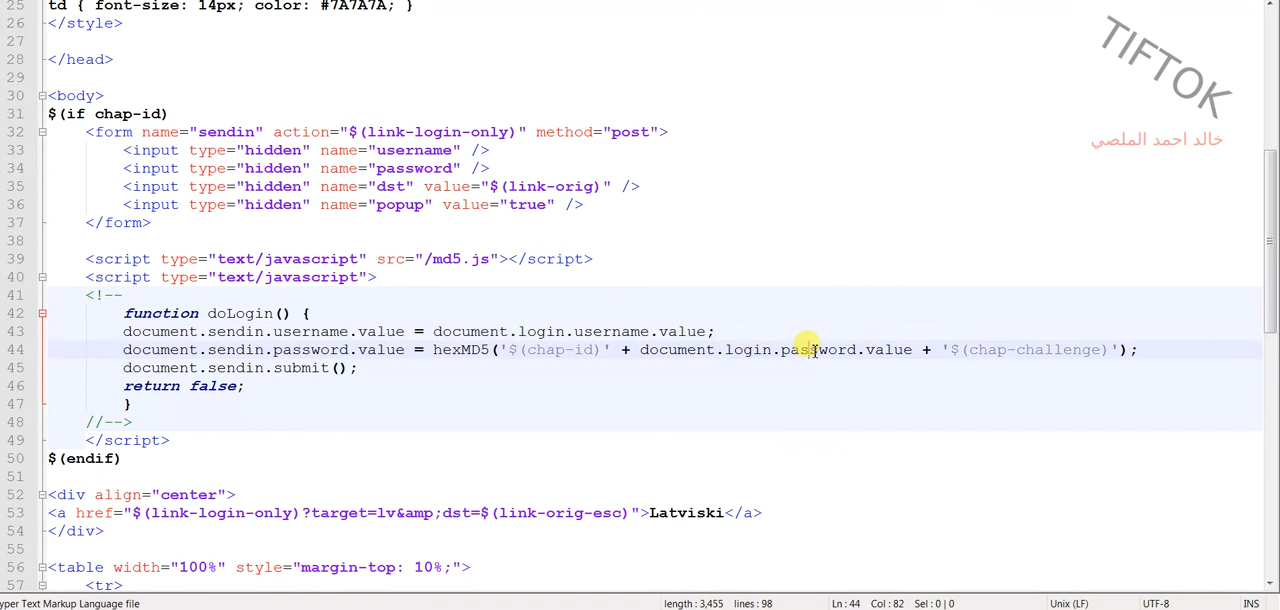 25 td { font-size: 14px; color: #7A7A7A; }
26 </style>
27
28 </head>
29
30 <body>
31 $(if chap-id)
32 <form name="sendin" action="$(link-login-only)" method="post">
33 <input type="hidden" name="username" />
34 <input type="hidden" name="password" />
35 <input type="hidden" name="dst" value="$(link-orig)" />
36 <input type="hidden" name="popup" value="true" />
37 </form>
38
39 <script type="text/javascript" src="/md5.js"></script>
40 <script type="text/javascript">
41 <!--
42 function doLogin() {
43 document.sendin.username.value = document.login.username.value;
44 document.sendin.password.value = hexMD5('$(chap-id)' + document.login.password.value + '$(chap-challenge)');
45 document.sendin.submit();
46 return false;
47 }
48 //-->
49 </script>
50 $(endif)
51
52 <div align="center">
53 <a href="$(link-login-only)?target=lv&amp;dst=$(link-orig-esc)">Latviski</a>
54 </div>
55
56 <table width="100%" style="margin-top: 10%;">
57 <tr>
TIFTOK
خالد احمد الملصي
yper Text Markup Language file length : 3,455 lines : 98 Ln : 44 Col : 82 Sel : 0 | 0 Unix (LF) UTF-8 INS